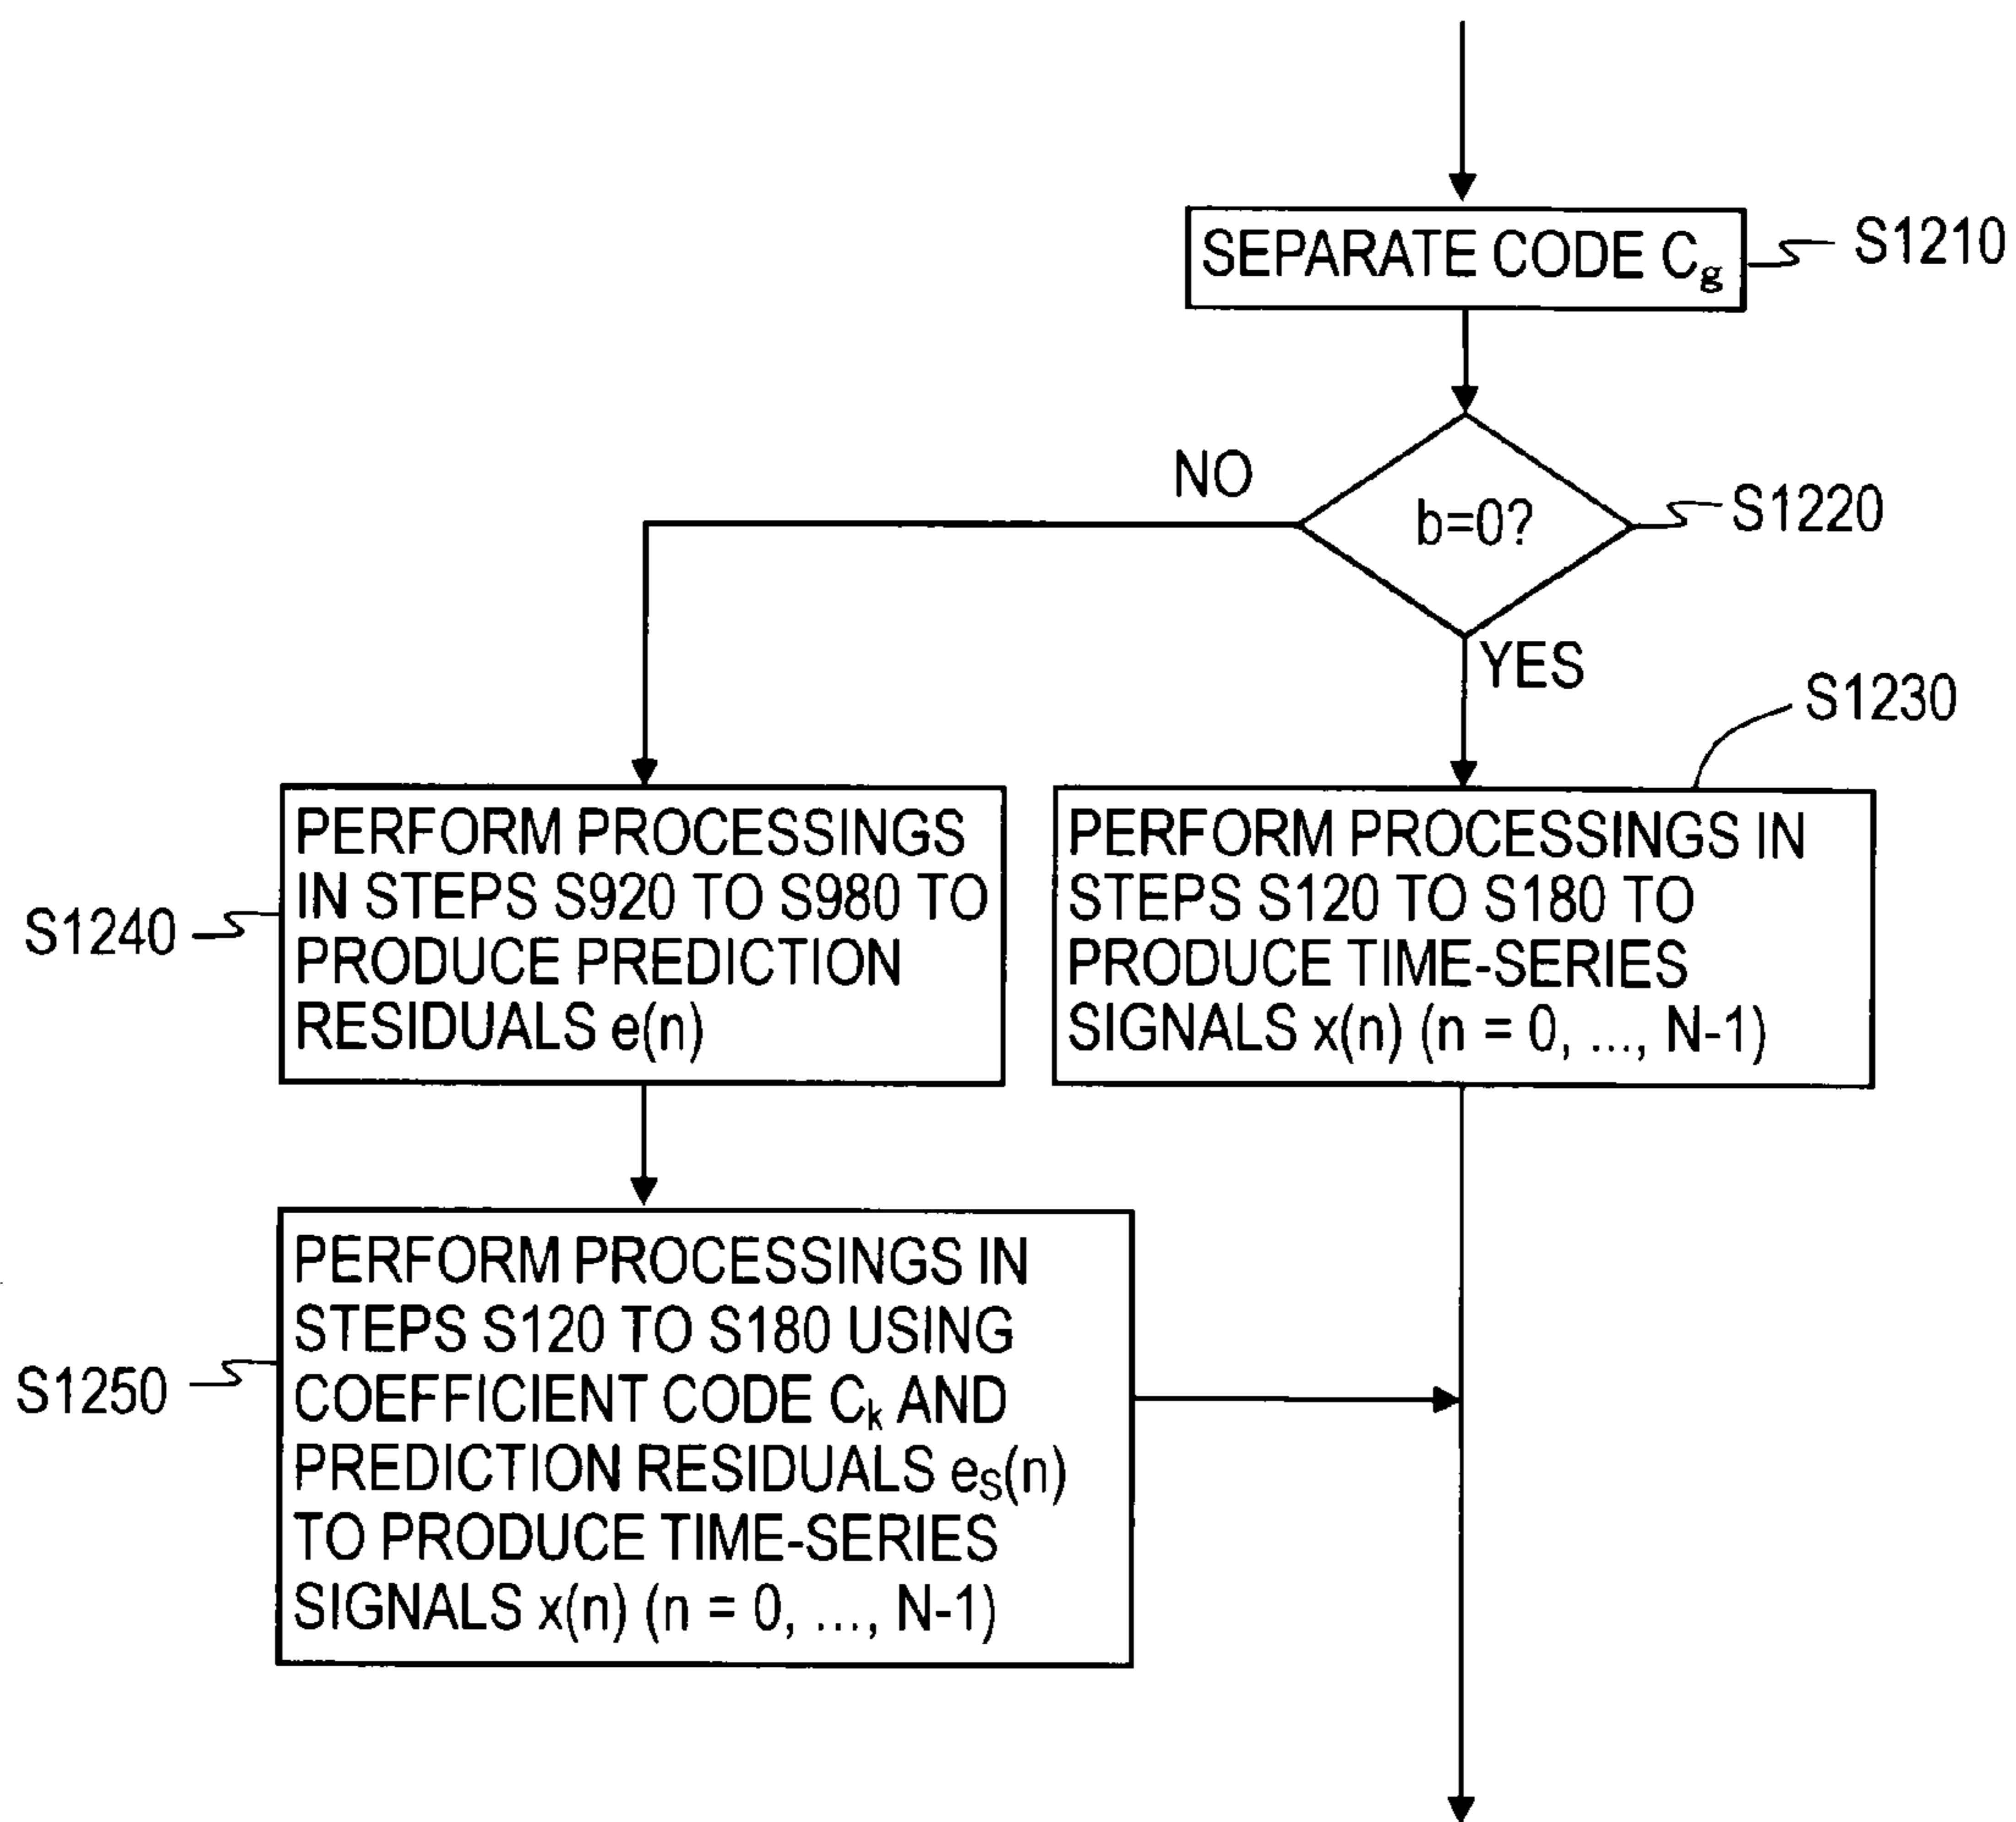 SEPARATE CODE Cg
S1210
NO
b=0?
S1220
YES
S1230
PERFORM PROCESSINGS
IN STEPS S920 TO S980 TO
PRODUCE PREDICTION
RESIDUALS e(n)
S1240
PERFORM PROCESSINGS IN
STEPS S120 TO S180 TO
PRODUCE TIME-SERIES
SIGNALS x(n) (n = 0, ..., N-1)
PERFORM PROCESSINGS IN
STEPS S120 TO S180 USING
COEFFICIENT CODE Ck AND
PREDICTION RESIDUALS eS(n)
TO PRODUCE TIME-SERIES
SIGNALS x(n) (n = 0, ..., N-1)
S1250